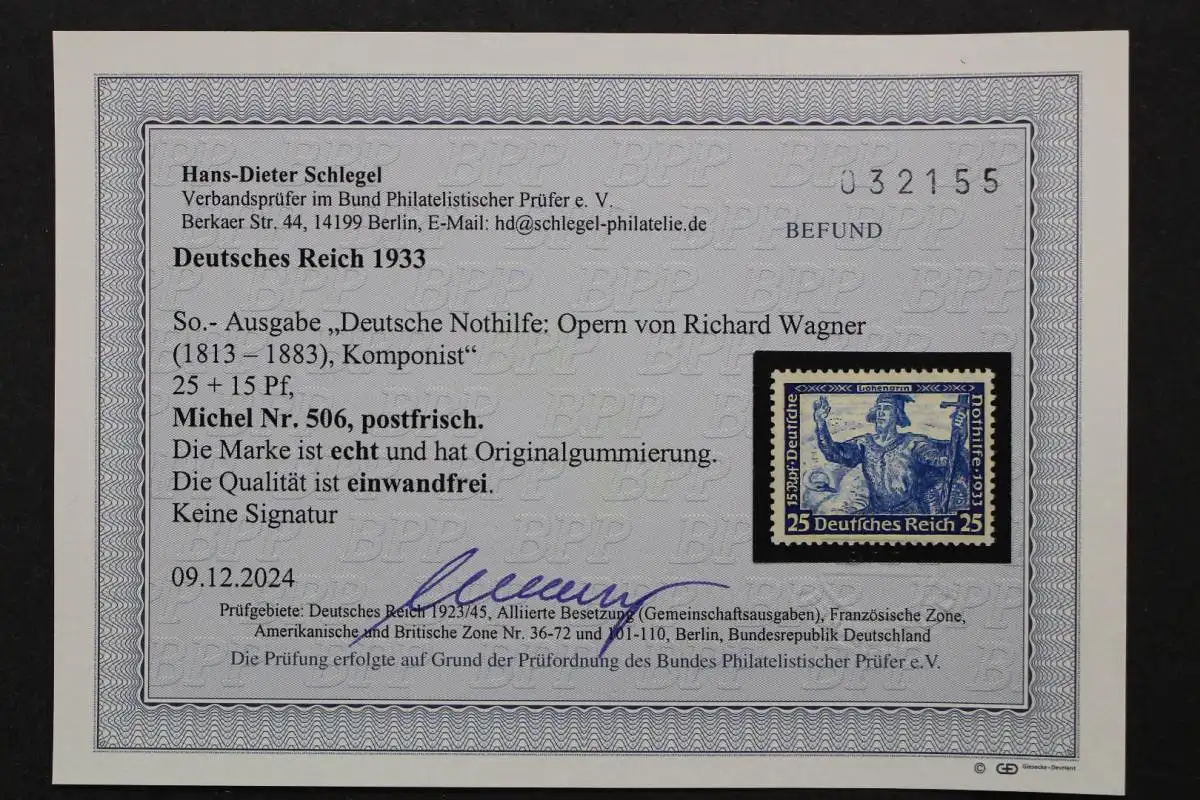 Hans-Dieter Schlegel
Verbandsprüfer im Bund Philatelistischer Prüfer e. V.
Berkaer Str. 44, 14199 Berlin, E-Mail: hd@schlegel-philatelie.de
032155
BEFUND
Deutsches Reich 1933
So.- Ausgabe „Deutsche Nothilfe: Opern von Richard Wagner
(1813 – 1883), Komponist“
25 + 15 Pf,
Michel Nr. 506, postfrisch.
Die Marke ist echt und hat Originalgummierung.
Die Qualität ist einwandfrei.
Keine Signatur
Lohengrin
15 Rpf·Deutsche
Nothilfe·1933
25 Deutsches Reich 25
09.12.2024
Prüfgebiete: Deutsches Reich 1923/45, Alliierte Besetzung (Gemeinschaftsausgaben), Französische Zone,
Amerikanische und Britische Zone Nr. 36-72 und 101-110, Berlin, Bundesrepublik Deutschland
Die Prüfung erfolgte auf Grund der Prüfordnung des Bundes Philatelistischer Prüfer e.V.
© Giesecke+Devrient